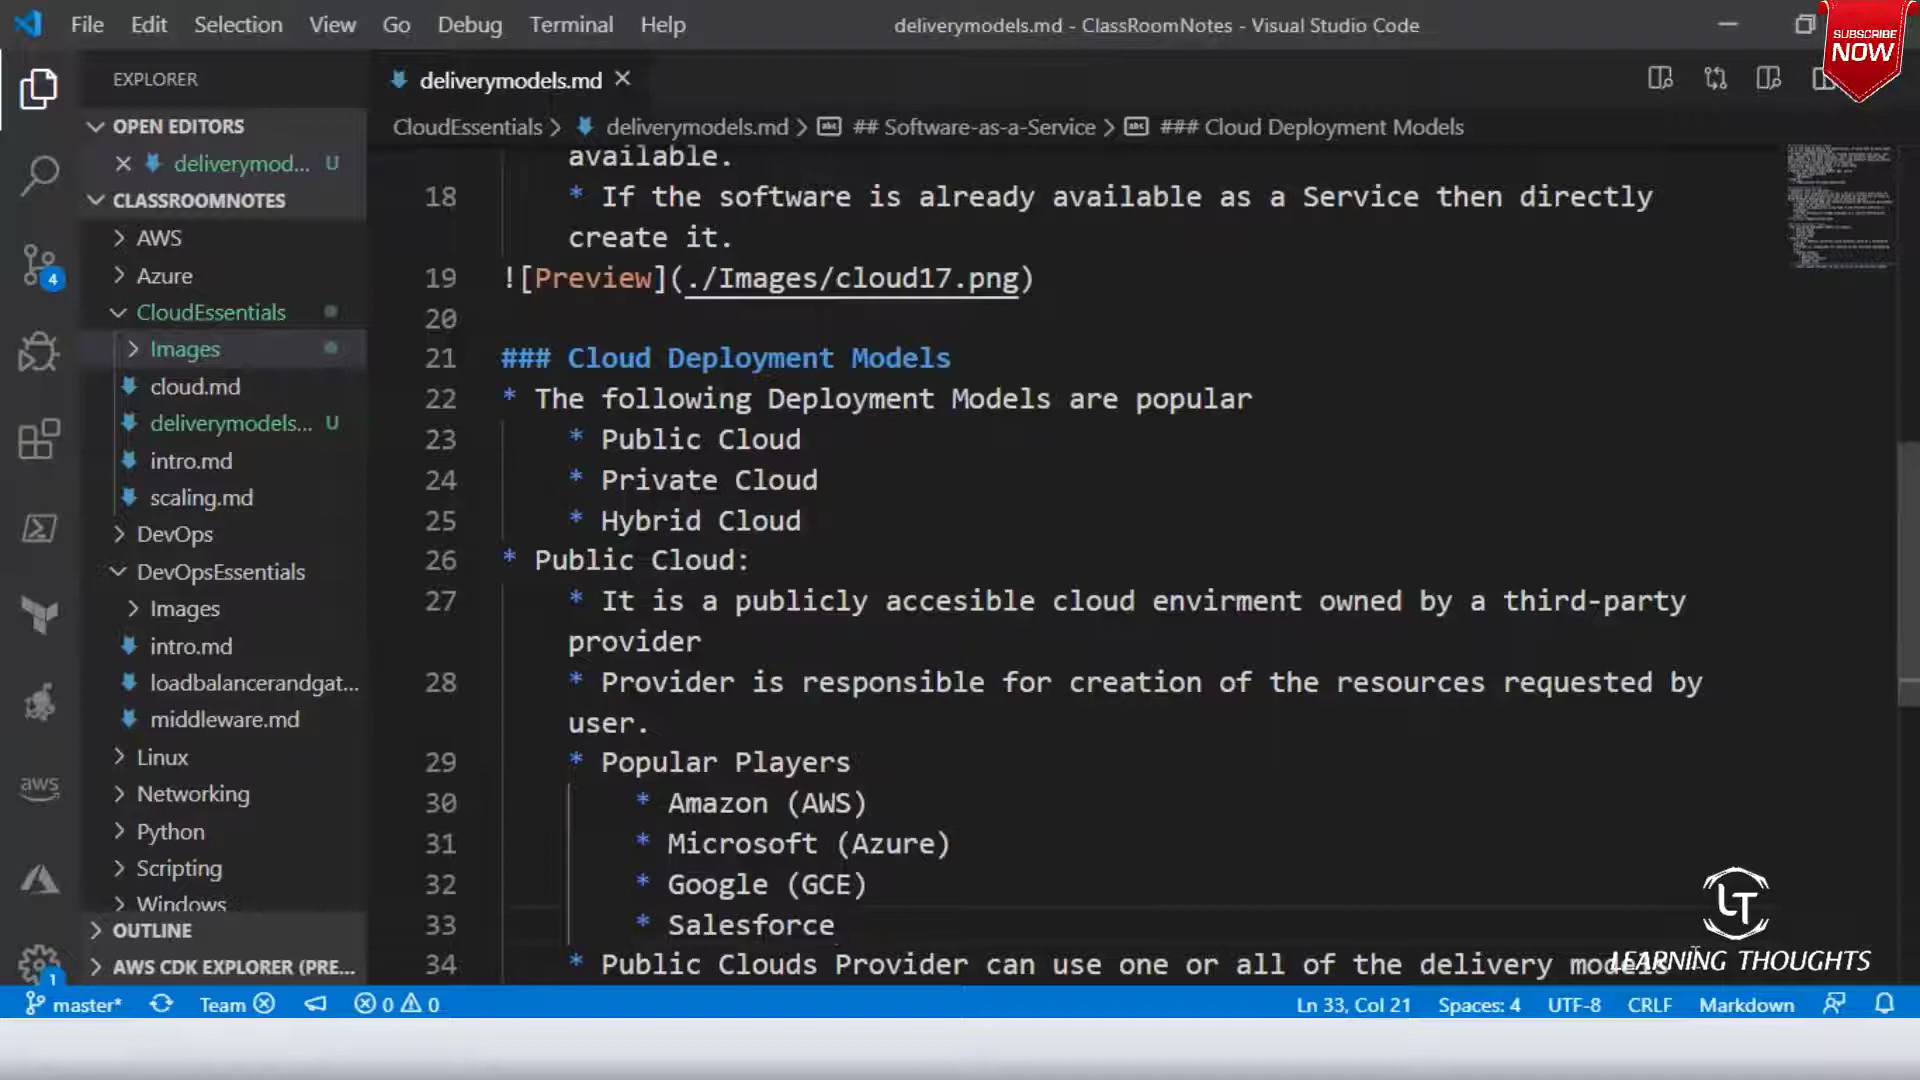 File Edit Selection View Go Debug Terminal Help
deliverymodels.md - ClassRoomNotes - Visual Studio Code
SUBSCRIBE
NOW
EXPLORER
OPEN EDITORS
deliverymod... U
CLASSROOMNOTES
AWS
Azure
CloudEssentials
Images
cloud.md
deliverymodels... U
intro.md
scaling.md
DevOps
DevOpsEssentials
Images
intro.md
loadbalancerandgat...
middleware.md
Linux
Networking
Python
Scripting
Windows
OUTLINE
AWS CDK EXPLORER (PRE...
4
aws
1
deliverymodels.md
CloudEssentials > deliverymodels.md > abc ## Software-as-a-Service > abc ### Cloud Deployment Models
available.
18 * If the software is already available as a Service then directly
create it.
19 ![Preview](./Images/cloud17.png)
20
21 ### Cloud Deployment Models
22 * The following Deployment Models are popular
23 * Public Cloud
24 * Private Cloud
25 * Hybrid Cloud
26 * Public Cloud:
27 * It is a publicly accesible cloud envirment owned by a third-party
provider
28 * Provider is responsible for creation of the resources requested by
user.
29 * Popular Players
30 * Amazon (AWS)
31 * Microsoft (Azure)
32 * Google (GCE)
33 * Salesforce
34 * Public Clouds Provider can use one or all of the delivery models
LT
LEARNING THOUGHTS
master* Team 0 0 Ln 33, Col 21 Spaces: 4 UTF-8 CRLF Markdown